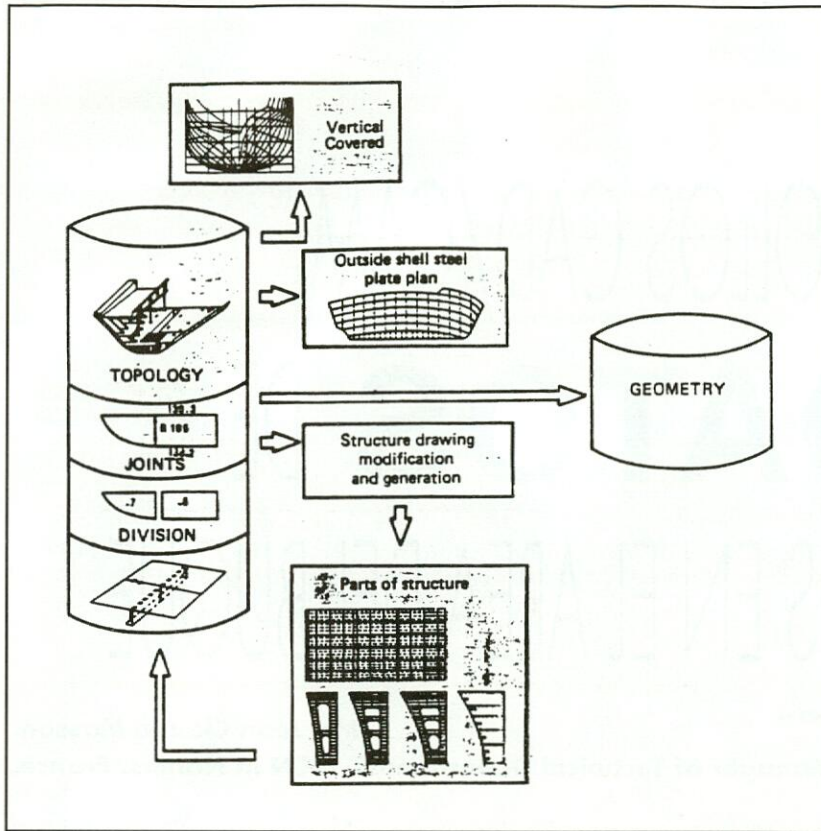 Vertical
Covered
Outside shell steel
plate plan
TOPOLOGY
GEOMETRY
JOINTS
Structure drawing
modification
and generation
DIVISION
Parts of structure